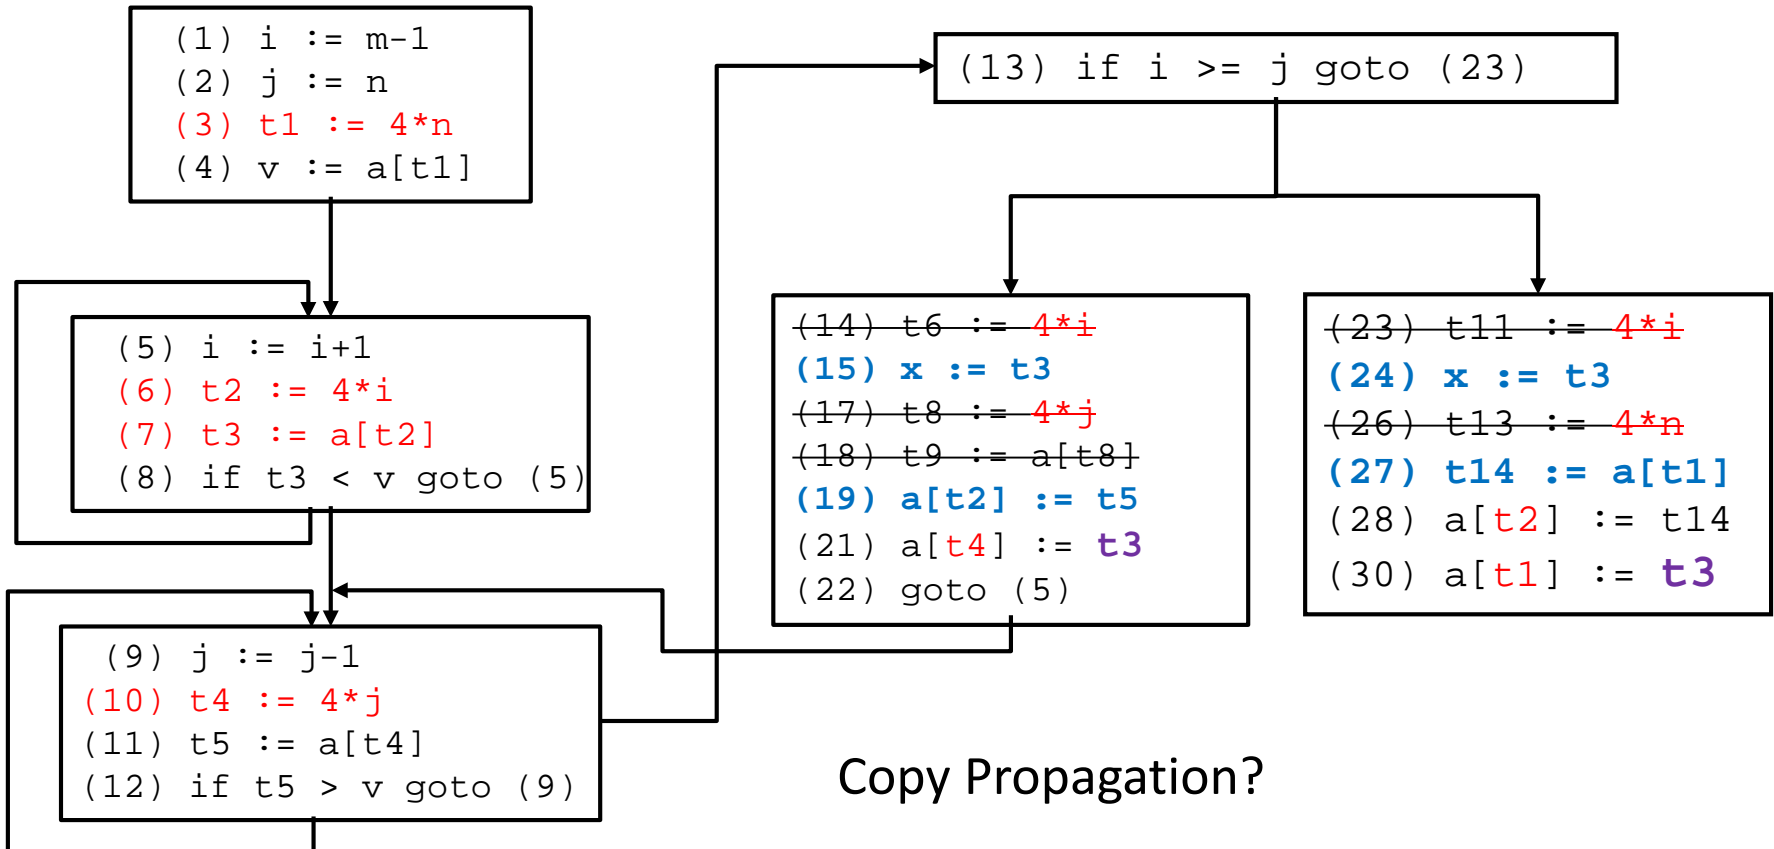 (1) i := m-1
(2) j := n
(3) t1 := 4*n
(4) v := a[t1]
(5) i := i+1
(6) t2 := 4*i
(7) t3 := a[t2]
(8) if t3 < v goto (5)
(9) j := j-1
(10) t4 := 4*j
(11) t5 := a[t4]
(12) if t5 > v goto (9)
(13) if i >= j goto (23)
(14) t6 := 4*i
(15) x := t3
(17) t8 := 4*j
(18) t9 := a[t8]
(19) a[t2] := t5
(21) a[t4] := t3
(22) goto (5)
(23) t11 := 4*i
(24) x := t3
(26) t13 := 4*n
(27) t14 := a[t1]
(28) a[t2] := t14
(30) a[t1] := t3
Copy Propagation?